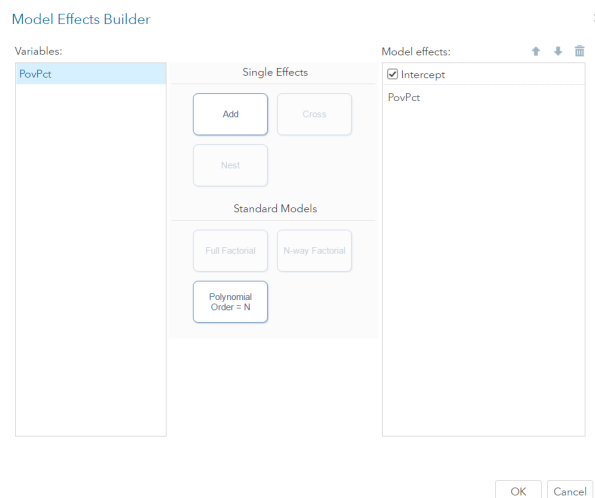 Model Effects Builder
Variables:
PovPct
Single Effects
Add
Cross
Nest
Standard Models
Full Factorial
N-way Factorial
Polynomial
Order = N
Model effects:
Intercept
PovPct
OK
Cancel